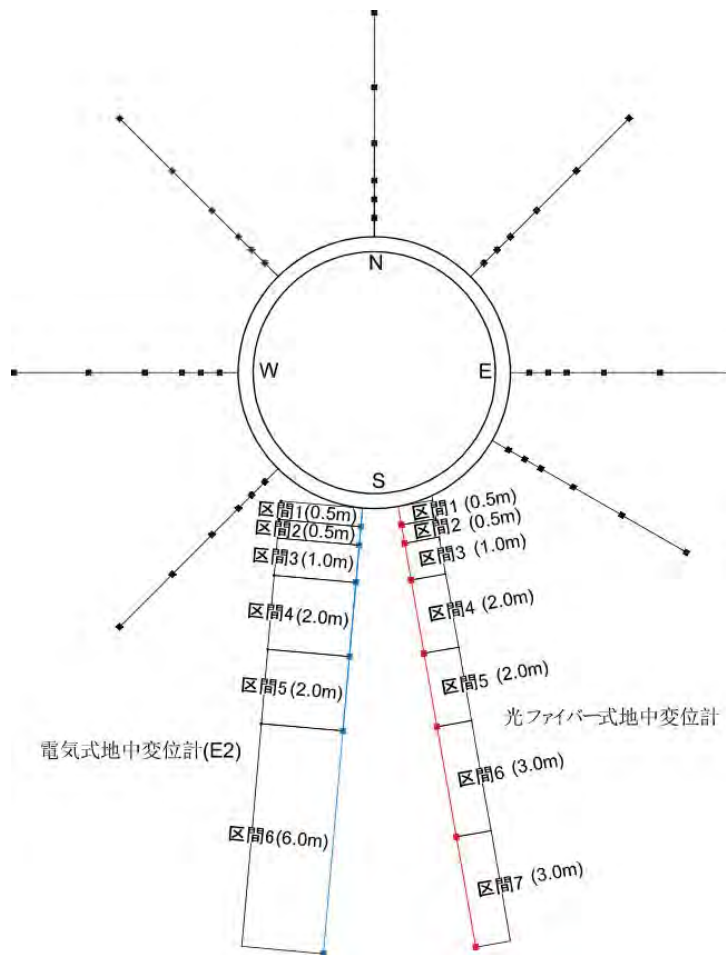 N
W
E
S
区間1(0.5m)
区間2(0.5m)
区間3(1.0m)
区間4(2.0m)
区間5(2.0m)
電気式地中変位計(E2)
区間6(6.0m)
区間1 (0.5m)
区間2 (0.5m)
区間3 (1.0m)
区間4 (2.0m)
区間5 (2.0m)
光ファイバー式地中変位計
区間6 (3.0m)
区間7 (3.0m)